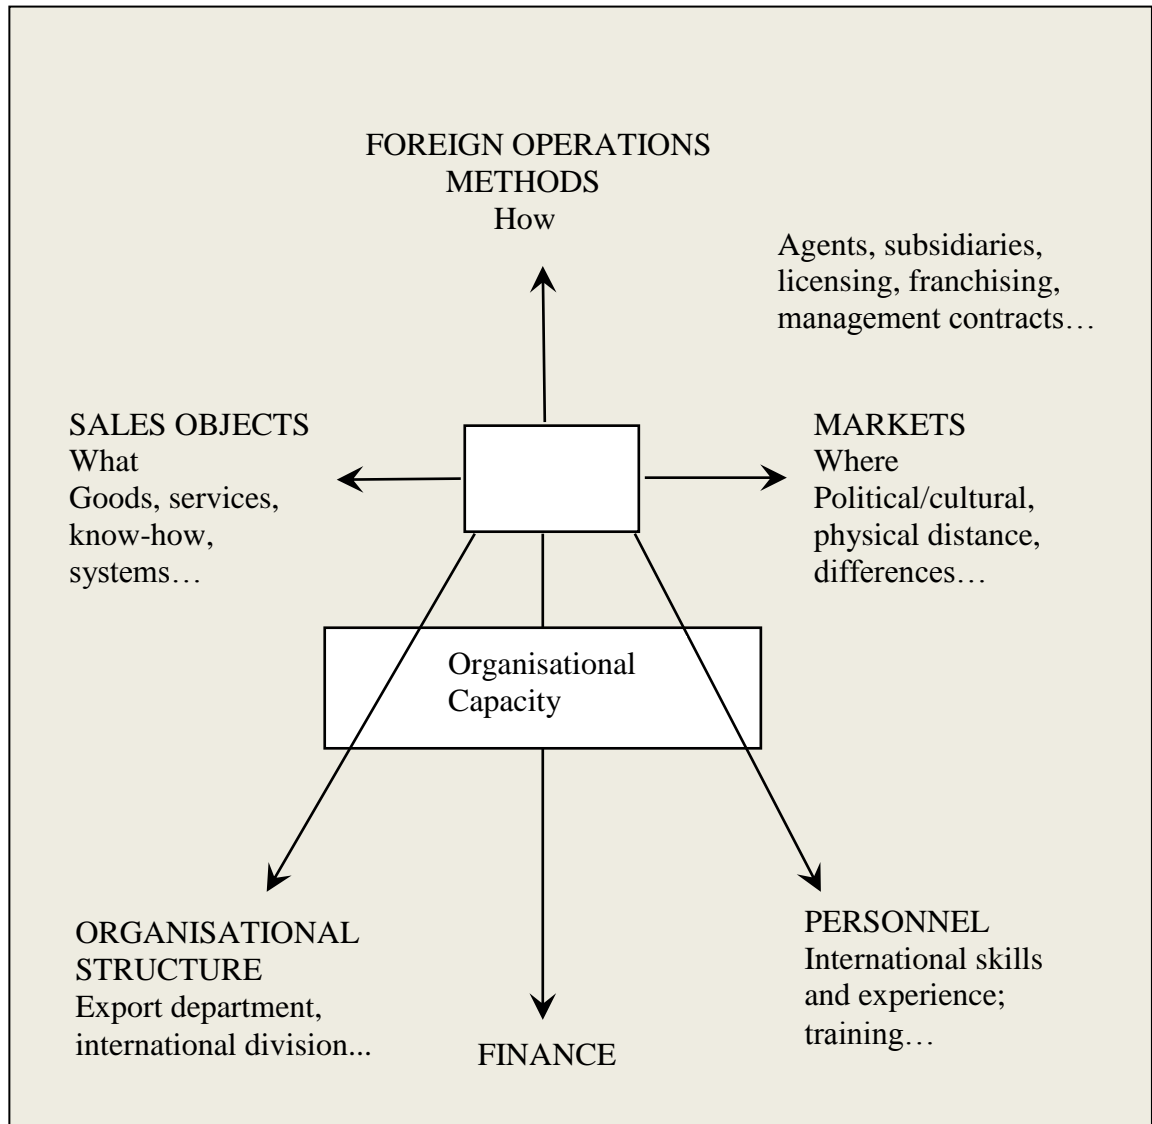 FOREIGN OPERATIONS
METHODS
How
Agents, subsidiaries,
licensing, franchising,
management contracts…
SALES OBJECTS
What
Goods, services,
know-how,
systems…
MARKETS
Where
Political/cultural,
physical distance,
differences…
Organisational
Capacity
ORGANISATIONAL
STRUCTURE
Export department,
international division...
FINANCE
PERSONNEL
International skills
and experience;
training…